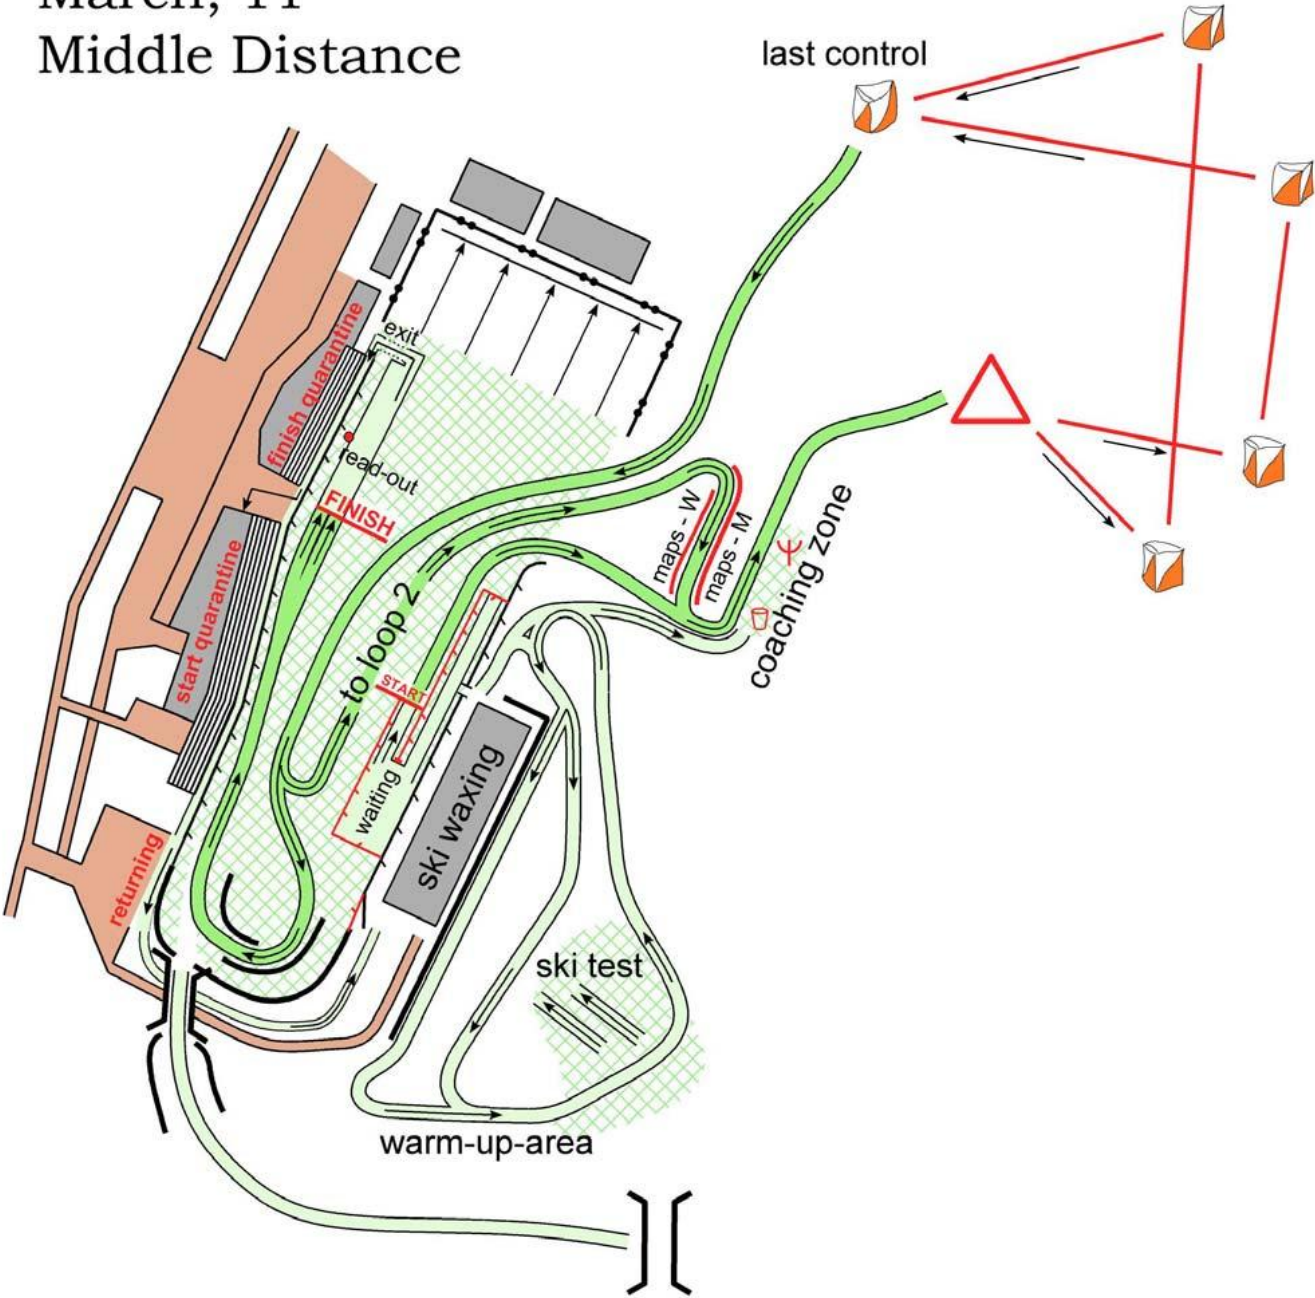 Middle Distance
last control
exit
finish quarantine
read-out
FINISH
maps - W
maps - M
coaching zone
start quarantine
to loop 2
START
waiting
ski waxing
returning
ski test
warm-up-area